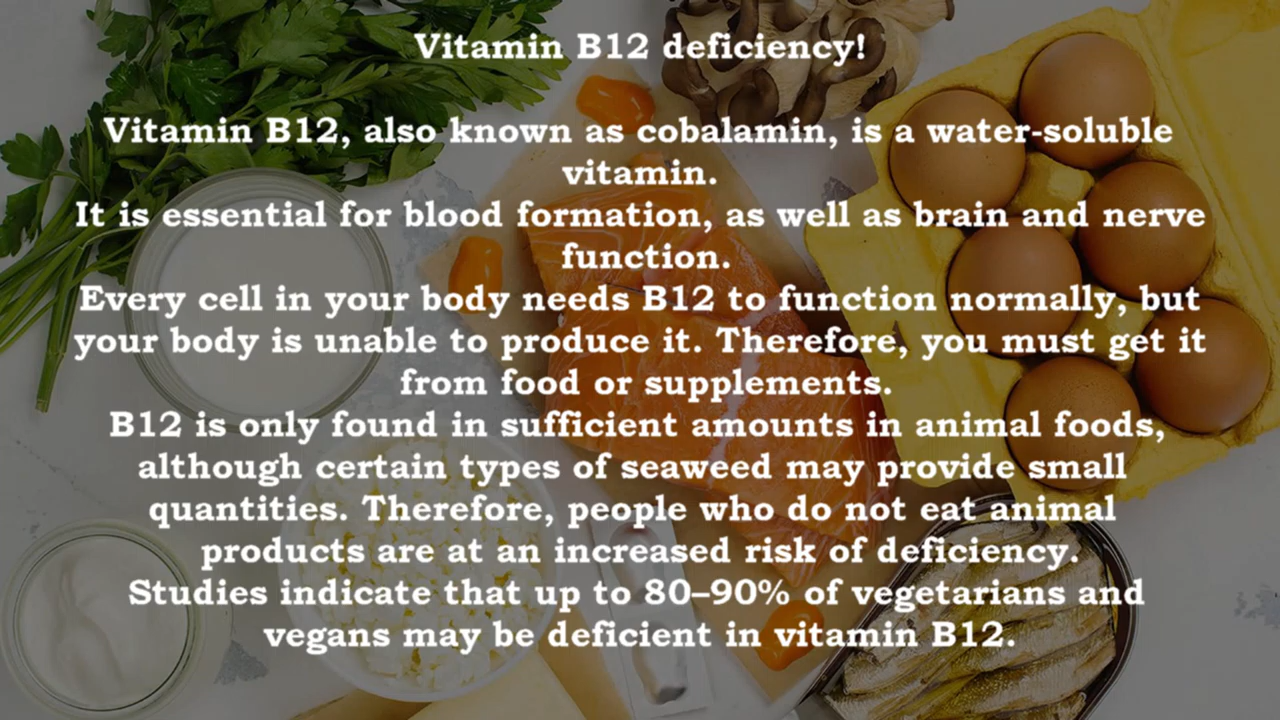 Vitamin B12 deficiency!
Vitamin B12, also known as cobalamin, is a water-soluble
vitamin.
It is essential for blood formation, as well as brain and nerve
function.
Every cell in your body needs B12 to function normally, but
your body is unable to produce it. Therefore, you must get it
from food or supplements.
B12 is only found in sufficient amounts in animal foods,
although certain types of seaweed may provide small
quantities. Therefore, people who do not eat animal
products are at an increased risk of deficiency.
Studies indicate that up to 80–90% of vegetarians and
vegans may be deficient in vitamin B12.